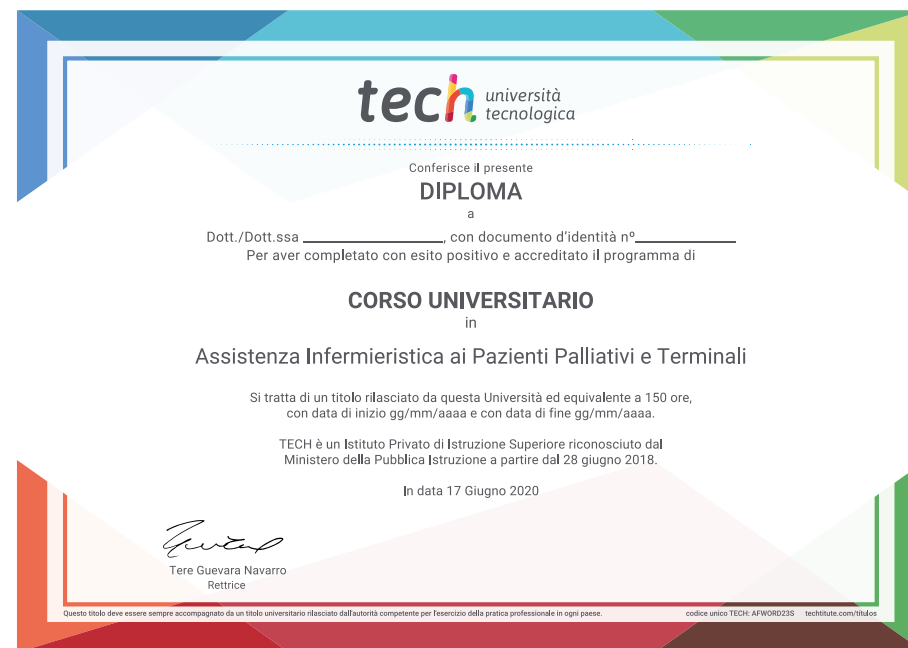 tech università
tecnologica
Conferisce il presente
DIPLOMA
a
Dott./Dott.ssa ___________________, con documento d'identità nº______________
Per aver completato con esito positivo e accreditato il programma di
CORSO UNIVERSITARIO
in
Assistenza Infermieristica ai Pazienti Palliativi e Terminali
Si tratta di un titolo rilasciato da questa Università ed equivalente a 150 ore,
con data di inizio gg/mm/aaaa e con data di fine gg/mm/aaaa.
TECH è un Istituto Privato di Istruzione Superiore riconosciuto dal
Ministero della Pubblica Istruzione a partire dal 28 giugno 2018.
In data 17 Giugno 2020
Tere Guevara Navarro
Rettrice
Questo titolo deve essere sempre accompagnato da un titolo universitario rilasciato dall'autorità competente per l'esercizio della pratica professionale in ogni paese. codice unico TECH: AFWORD23S techtitute.com/titulos